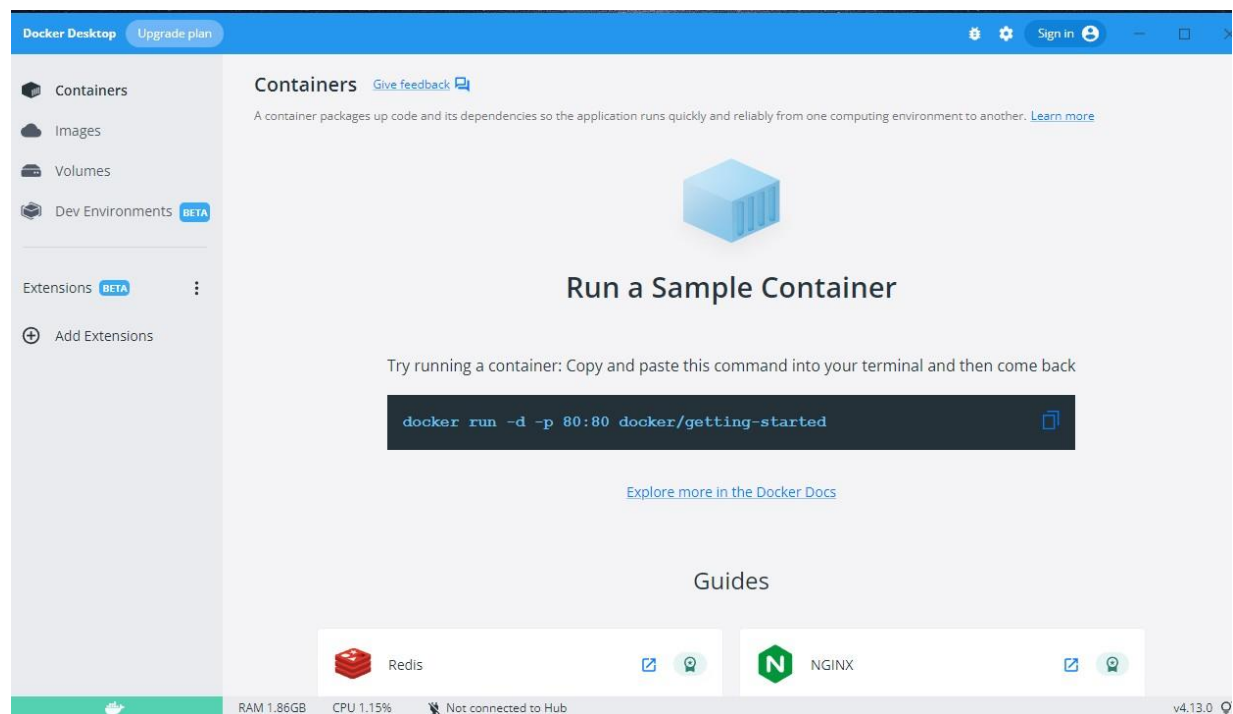 Docker Desktop Upgrade plan Sign in
Containers
Images
Volumes
Dev Environments BETA
Extensions BETA
Add Extensions
Containers Give feedback
A container packages up code and its dependencies so the application runs quickly and reliably from one computing environment to another. Learn more
Run a Sample Container
Try running a container: Copy and paste this command into your terminal and then come back
docker run -d -p 80:80 docker/getting-started
Explore more in the Docker Docs
Guides
Redis
NGINX
RAM 1.86GB CPU 1.15% Not connected to Hub v4.13.0